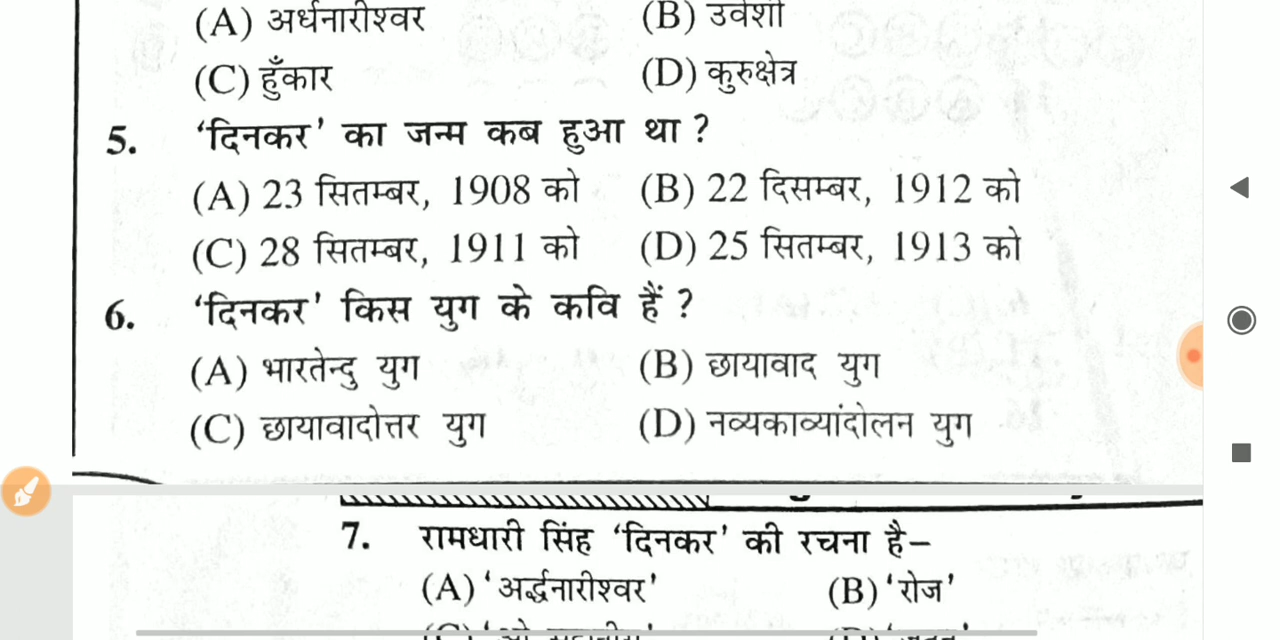 (A) अर्धनारीश्वर (B) उर्वशी
(C) हुँकार (D) कुरुक्षेत्र
5. ‘दिनकर’ का जन्म कब हुआ था ?
(A) 23 सितम्बर, 1908 को (B) 22 दिसम्बर, 1912 को
(C) 28 सितम्बर, 1911 को (D) 25 सितम्बर, 1913 को
6. ‘दिनकर’ किस युग के कवि हैं ?
(A) भारतेन्दु युग (B) छायावाद युग
(C) छायावादोत्तर युग (D) नव्यकाव्यांदोलन युग
7. रामधारी सिंह ‘दिनकर’ की रचना है–
(A) ‘अर्द्धनारीश्वर’ (B) ‘रोज’